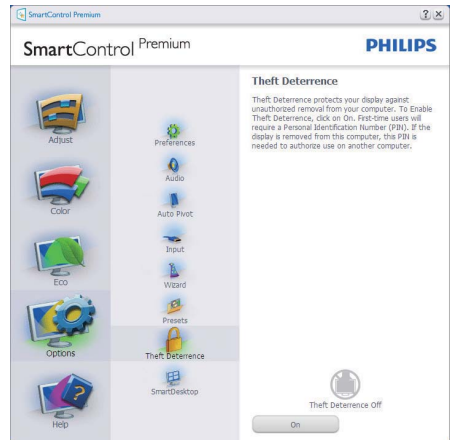 SmartControl Premium
SmartControl Premium
PHILIPS
Adjust
Color
Eco
Options
Help
Preferences
Audio
Auto Pivot
Input
Wizard
Presets
Theft Deterrence
SmartDesktop
Theft Deterrence
Theft Deterrence protects your display against
unauthorized removal from your computer. To Enable
Theft Deterrence, click on On. First-time users will
require a Personal Identification Number (PIN). If the
display is removed from this computer, this PIN is
needed to authorize use on another computer.
Theft Deterrence Off
On